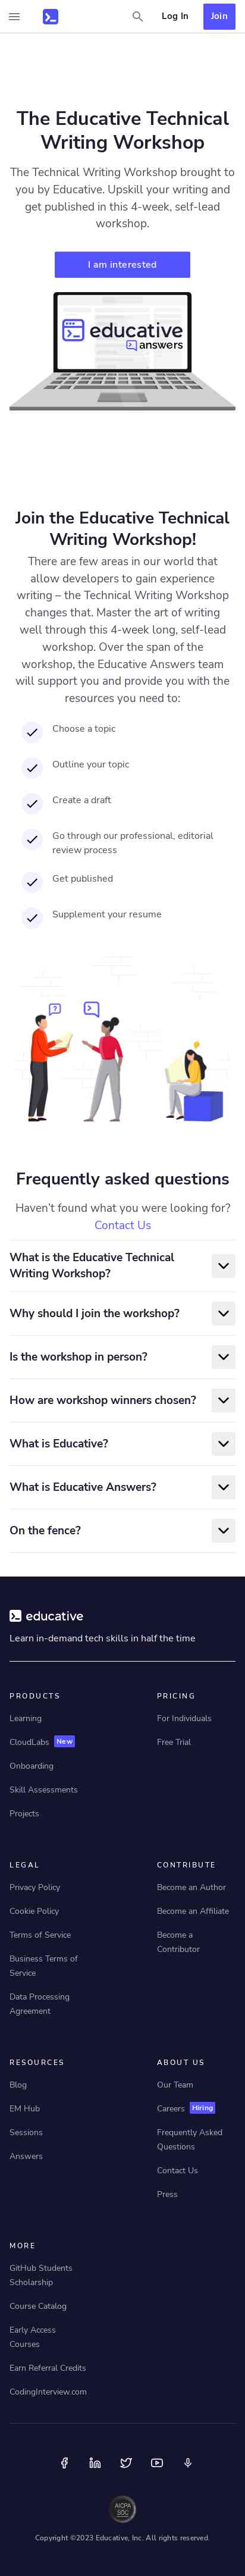 Log In
Join
The Educative Technical
Writing Workshop
The Technical Writing Workshop brought to
you by Educative. Upskill your writing and
get published in this 4-week, self-lead
workshop.
I am intested
educative
answers
Join the Educative Technical
Writing Workshop!
There are few areas in our world that
allow developers to gain experience
writing – the Technical Writing Workshop
changes that. Master the art of writing
well through this 4-week long, self-lead
workshop. Over the span of the
workshop, the Educative Answers team
will support you and provide you with the
resources you need to:
Choose a topic
Outline your topic
Create a draft
Go through our professional, editorial
review process
Get published
Supplement your resume
Frequently asked questions
Haven’t found what you were looking for?
Contact Us
What is the Educative Technical
Writing Workshop?
Why should I join the workshop?
Is the workshop in person?
How are workshop winners chosen?
What is Educative?
What is Educative Answers?
On the fence?
educative
Learn in-demand tech skills in half the time
PRODUCTS
Learning
CloudLabs New
Onboarding
Skill Assessments
Projects
PRICING
For Individuals
Free Trial
LEGAL
Privacy Policy
Cookie Policy
Terms of Service
Business Terms of
Service
Data Processing
Agreement
CONTRIBUTE
Become an Author
Become an Affiliate
Become a
Contributor
RESOURCES
Blog
EM Hub
Sessions
Answers
ABOUT US
Our Team
Careers Hiring
Frequently Asked
Questions
Contact Us
Press
MORE
GitHub Students
Scholarship
Course Catalog
Early Access
Courses
Earn Referral Credits
CodingInterview.com
AICPA
SOC
Copyright ©2023 Educative, Inc. All rights reserved.